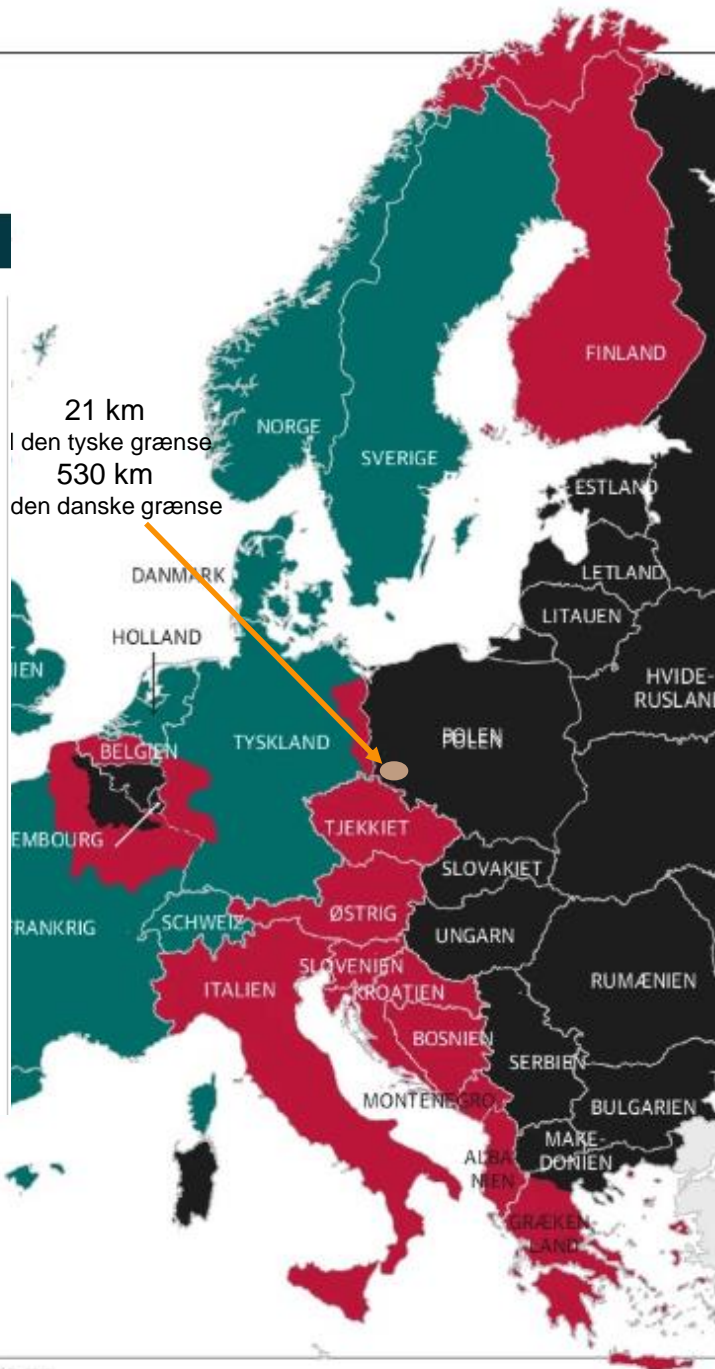 FINLAND
21 km
l den tyske grænse
530 km
den danske grænse
NORGE
SVERIGE
ESTLAND
DANMARK
LETLAND
LITAUEN
HOLLAND
IEN
HVIDE-
RUSLAND
TYSKLAND
POLEN
POLEN
BELGIEN
EMBOURG
TJEKKIET
SLOVAKIET
RANKRIG
SCHWEIZ
ØSTRIG
UNGARN
SLOVENIEN
ITALIEN
KROATIEN
RUMÆNIEN
BOSNIEN
SERBIEN
MONTENEGRO
BULGARIEN
MAKE-
DONIEN
ALBA
NIEN
GRÆKEN-
LAND